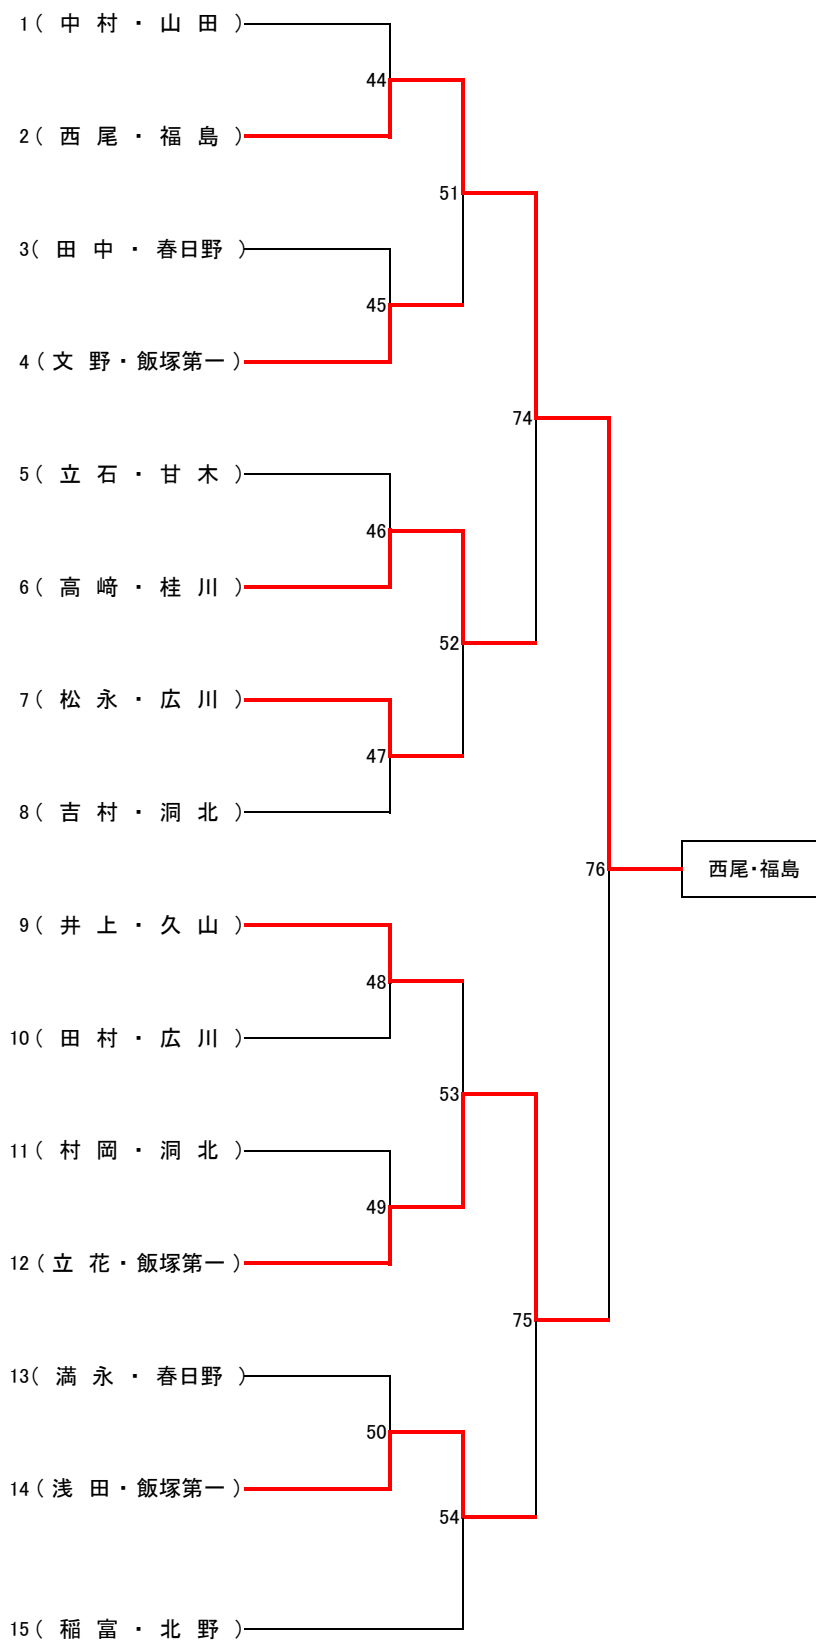 1 ( 中 村 ・ 山 田 )
44
2 ( 西 尾 ・ 福 島 )
51
3( 田 中 ・ 春日野 )
45
4 ( 文 野 ・ 飯塚第一 )
74
5 ( 立 石 ・ 甘 木 )
46
6 ( 高 﨑 ・ 桂 川 )
52
7 ( 松 永 ・ 広 川 )
47
8 ( 吉 村 ・ 洞 北 )
76
西尾・福島
9 ( 井 上 ・ 久 山 )
48
10 ( 田 村 ・ 広 川 )
53
11 ( 村 岡 ・ 洞 北 )
49
12 ( 立 花 ・ 飯塚第一 )
75
13( 満 永 ・ 春日野 )
50
14 ( 浅 田 ・ 飯塚第一 )
54
15 ( 稲 富 ・ 北 野 )